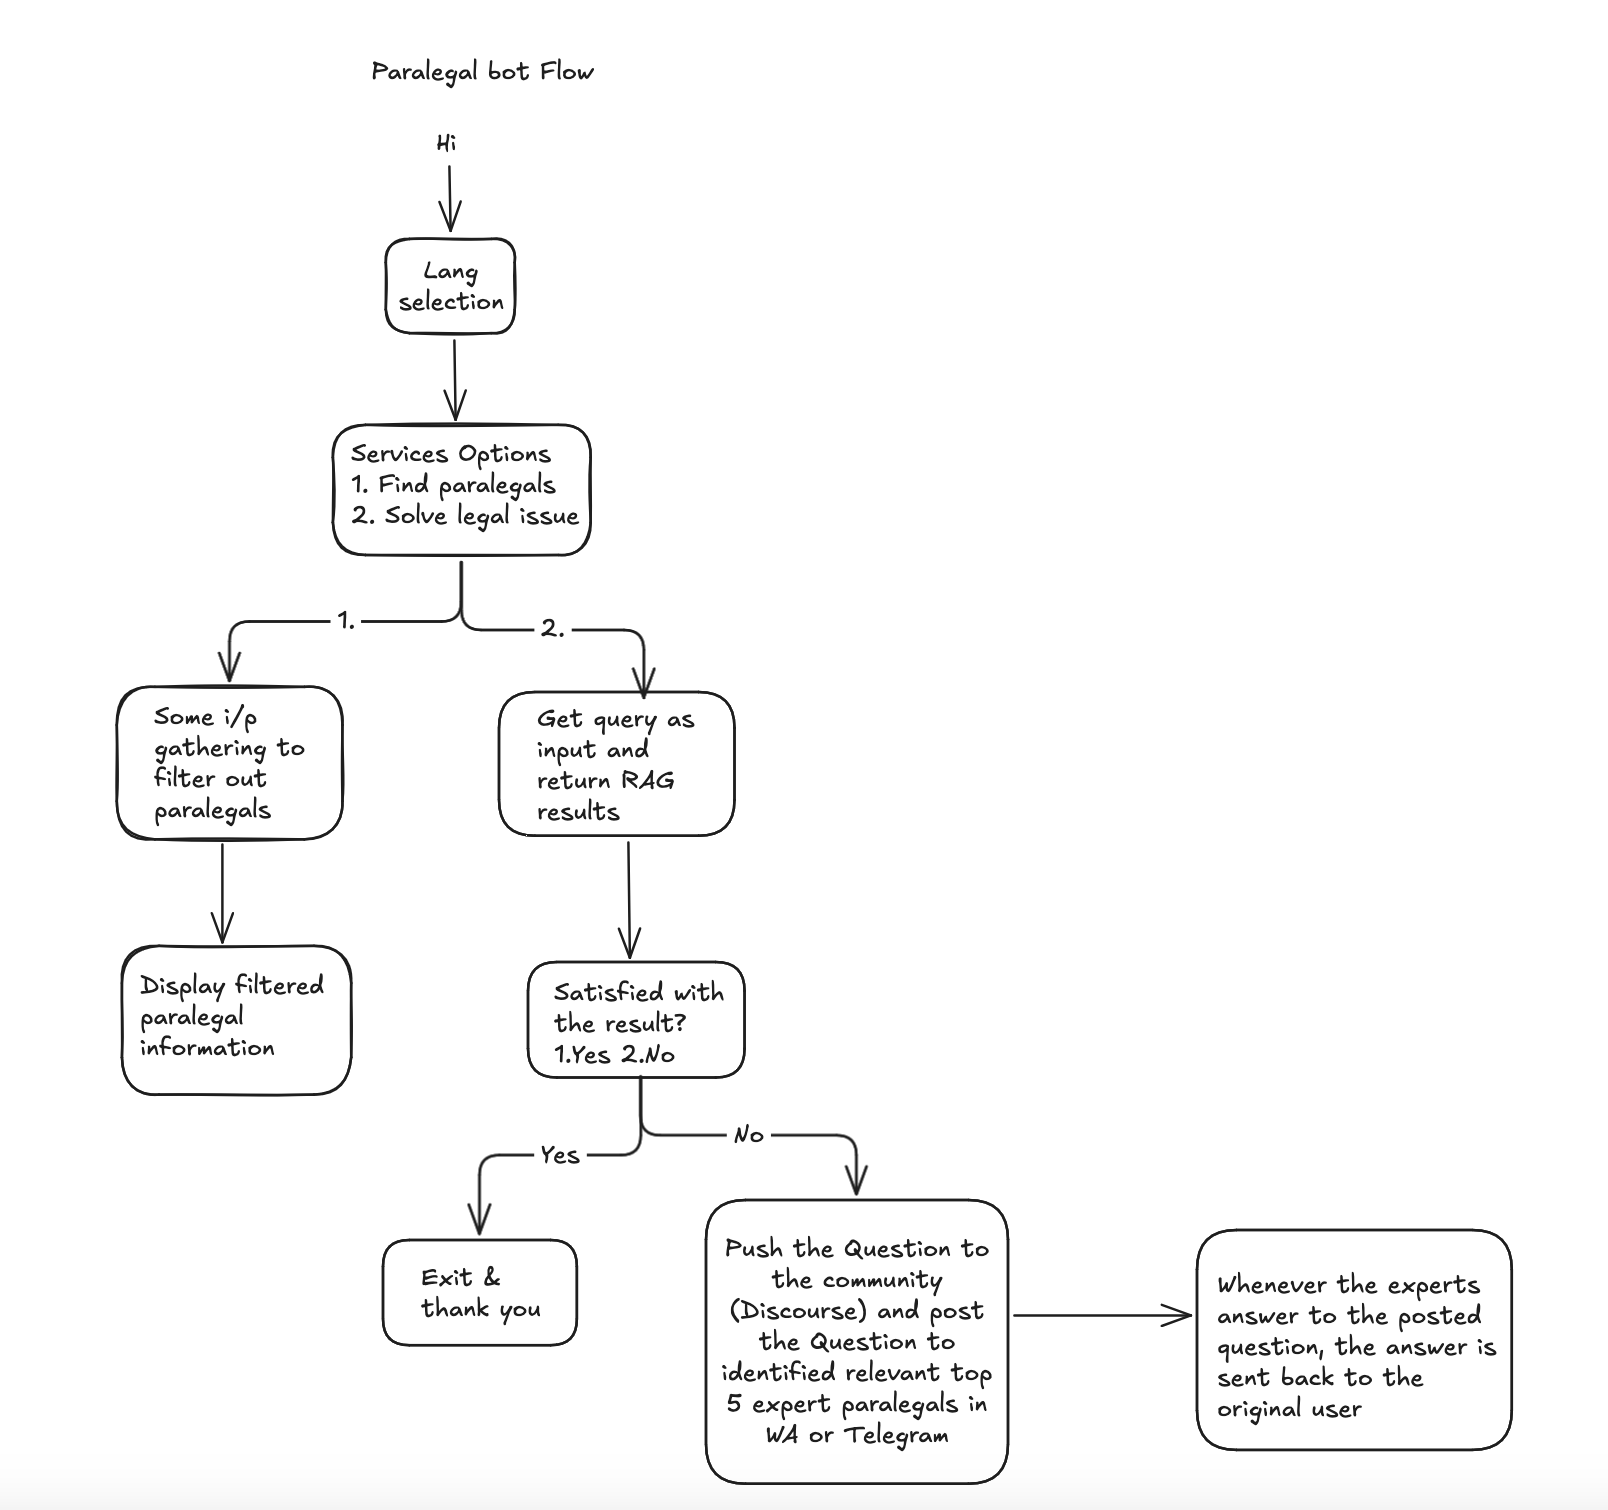 Paralegal bot Flow
Hi
Lang
selection
Services Options
1. Find paralegals
2. Solve legal issue
1.
2.
Some i/p
gathering to
filter out
paralegals
Get query as
input and
return RAG
results
Display filtered
paralegal
information
Satisfied with
the result?
1.Yes 2.No
Yes
No
Exit &
thank you
Push the Question to
the community
(Discourse) and post
the Question to
identified relevant top
5 expert paralegals in
WA or Telegram
Whenever the experts
answer to the posted
question, the answer is
sent back to the
original user